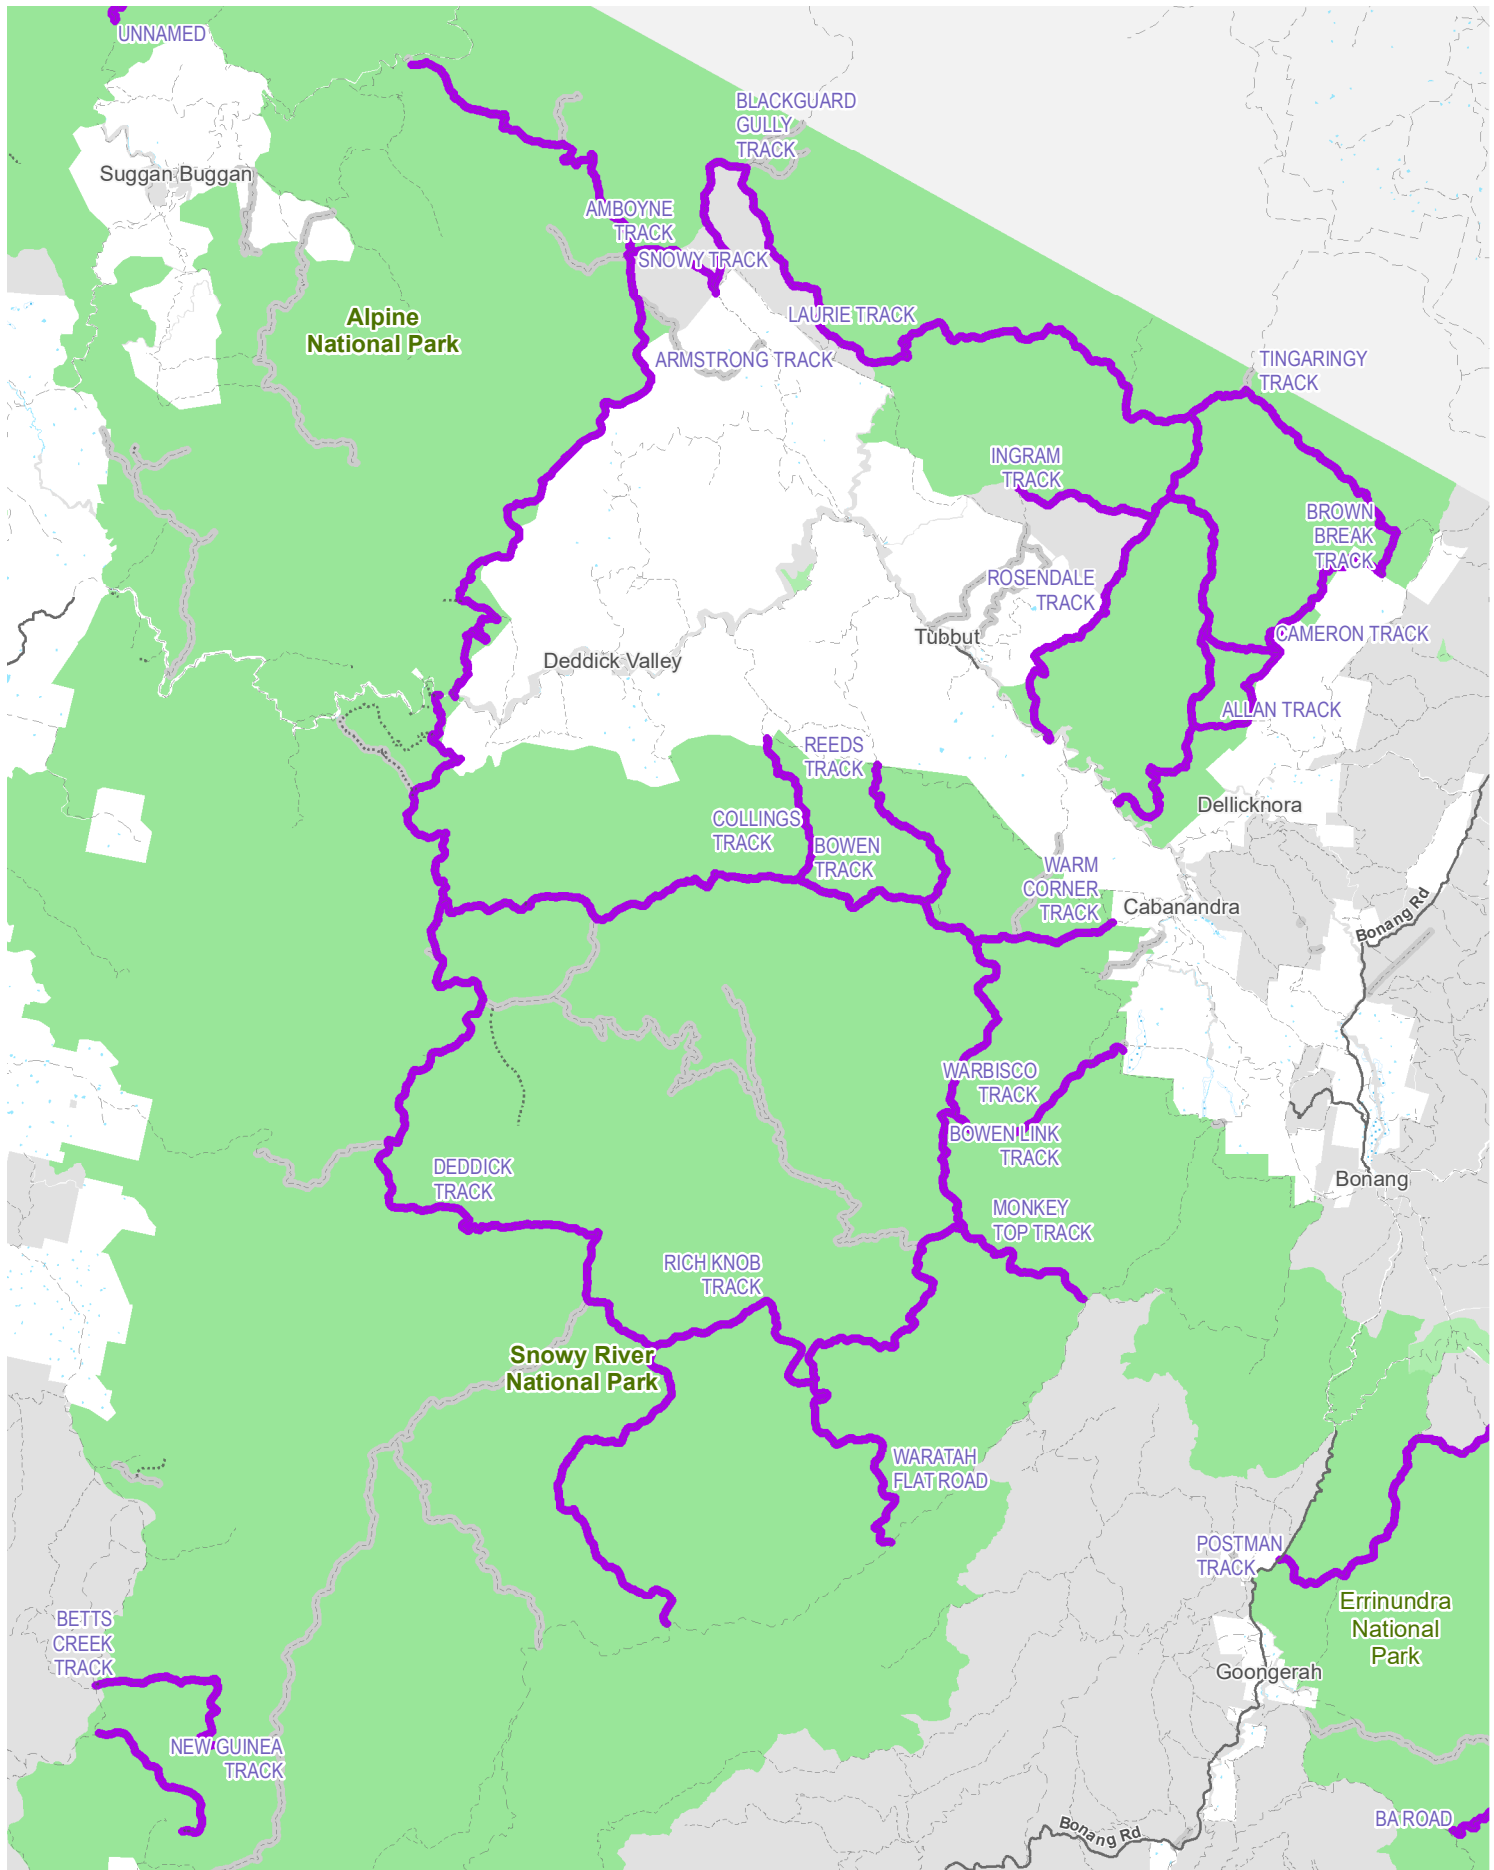 UNNAMED
BLACKGUARD
GULLY
TRACK
Suggan Buggan
AMBOYNE
TRACK
SNOWY TRACK
Alpine
National Park
LAURIE TRACK
ARMSTRONG TRACK
TINGARINGY
TRACK
INGRAM
TRACK
BROWN
BREAK
TRACK
ROSENDALE
TRACK
Tubbut
CAMERON TRACK
Deddick Valley
ALLAN TRACK
REEDS
TRACK
Dellicknora
COLLINGS
TRACK
BOWEN
TRACK
WARM
CORNER
TRACK
Cabanandra
Bonang Rd
WARBISCO
TRACK
BOWEN LINK
TRACK
DEDDICK
TRACK
Bonang
MONKEY
TOP TRACK
RICH KNOB
TRACK
Snowy River
National Park
WARATAH
FLAT ROAD
POSTMAN
TRACK
Errinundra
National
Park
BETTS
CREEK
TRACK
Goongerah
NEW GUINEA
TRACK
BA ROAD
Bonang Rd